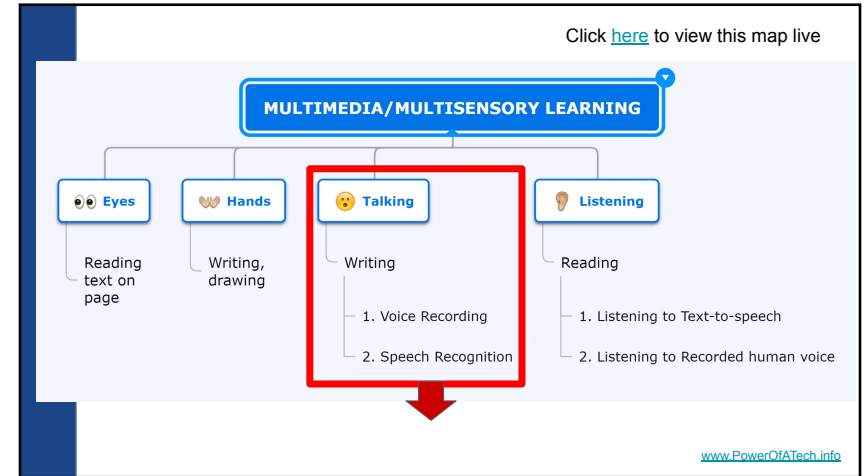 Click here to view this map live
MULTIMEDIA/MULTISENSORY LEARNING
Eyes
Reading
text on
page
Hands
Writing,
drawing
Talking
Writing
1. Voice Recording
2. Speech Recognition
Listening
Reading
1. Listening to Text-to-speech
2. Listening to Recorded human voice
www.PowerOfATech.info